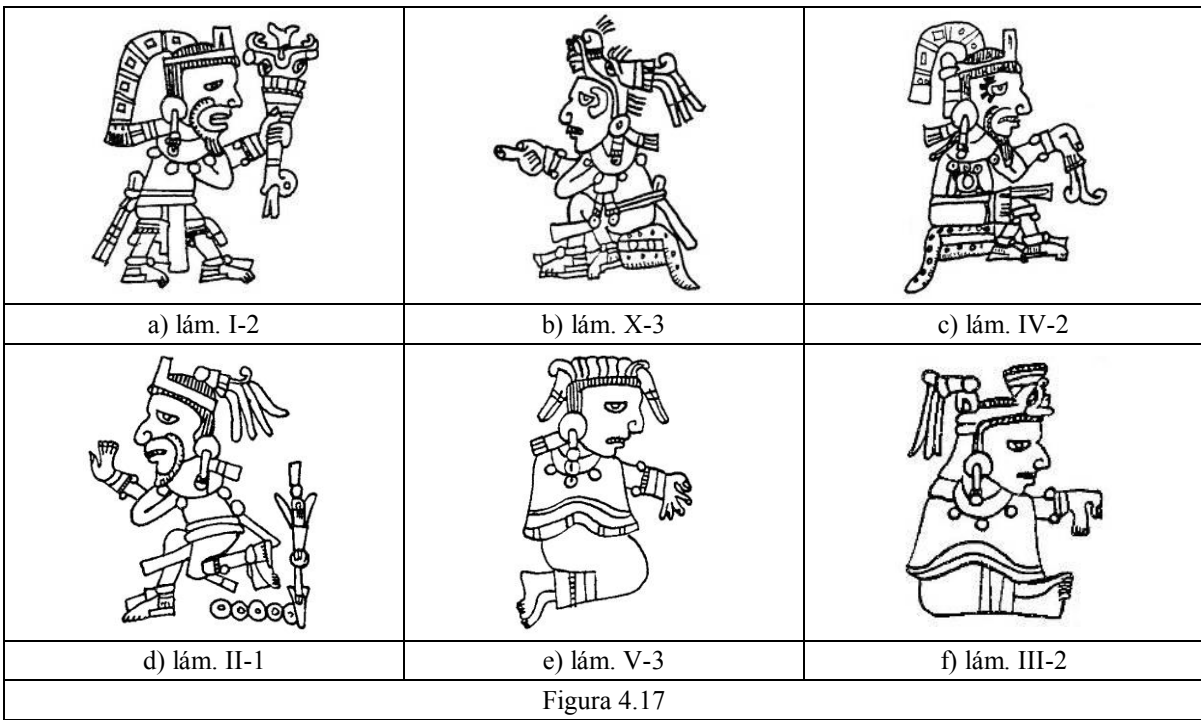 a) lám. I-2
b) lám. X-3
c) lám. IV-2
d) lám. II-1
e) lám. V-3
f) lám. III-2
Figura 4.17